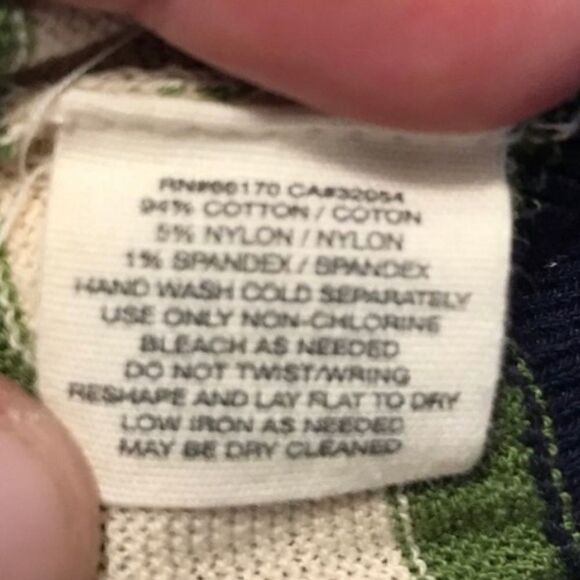 RN#66170 CA#32054
94% COTTON / COTON
5% NYLON / NYLON
1% SPANDEX / SPANDEX
HAND WASH COLD SEPARATELY
USE ONLY NON-CHLORINE
BLEACH AS NEEDED
DO NOT TWIST/WRING
RESHAPE AND LAY FLAT TO DRY
LOW IRON AS NEEDED
MAY BE DRY CLEANED